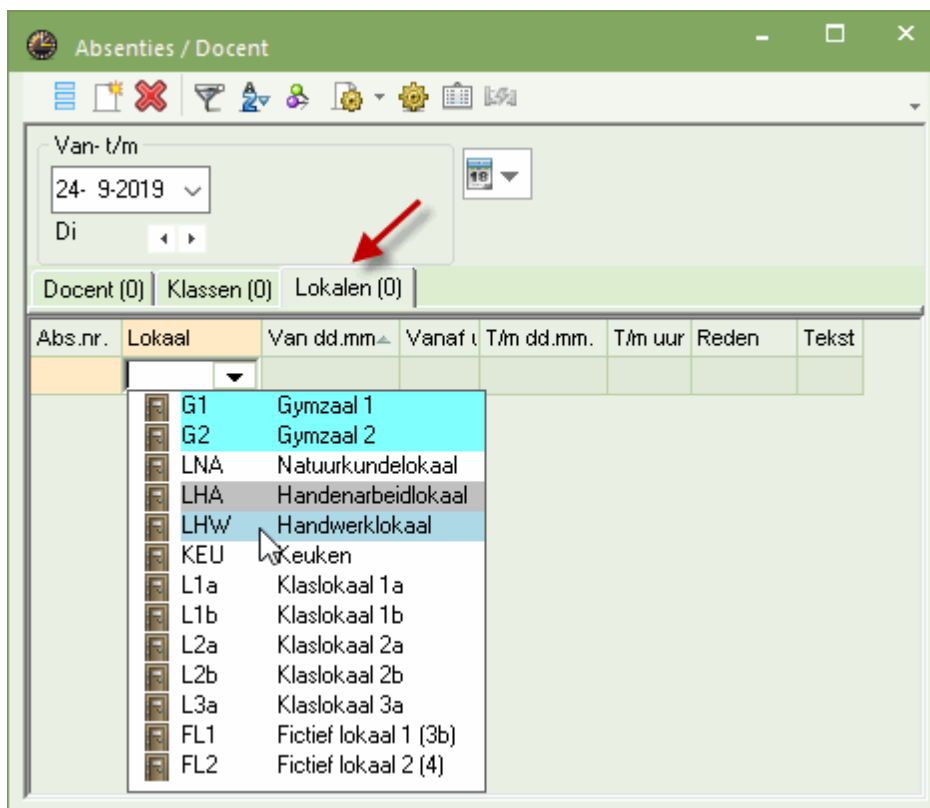 Absenties / Docent
Van- t/m
24- 9-2019
18
Di
Docent (0) Klassen (0) Lokalen (0)
Abs.nr. Lokaal Van dd.mm Vanaf T/m dd.mm. T/m uur Reden Tekst
G1 Gymzaal 1
G2 Gymzaal 2
LNA Natuurkundelokaal
LHA Handenarbeidlokaal
LHW Handwerklokaal
KEU Keuken
L1a Klaslokaal 1a
L1b Klaslokaal 1b
L2a Klaslokaal 2a
L2b Klaslokaal 2b
L3a Klaslokaal 3a
FL1 Fictief lokaal 1 (3b)
FL2 Fictief lokaal 2 (4)